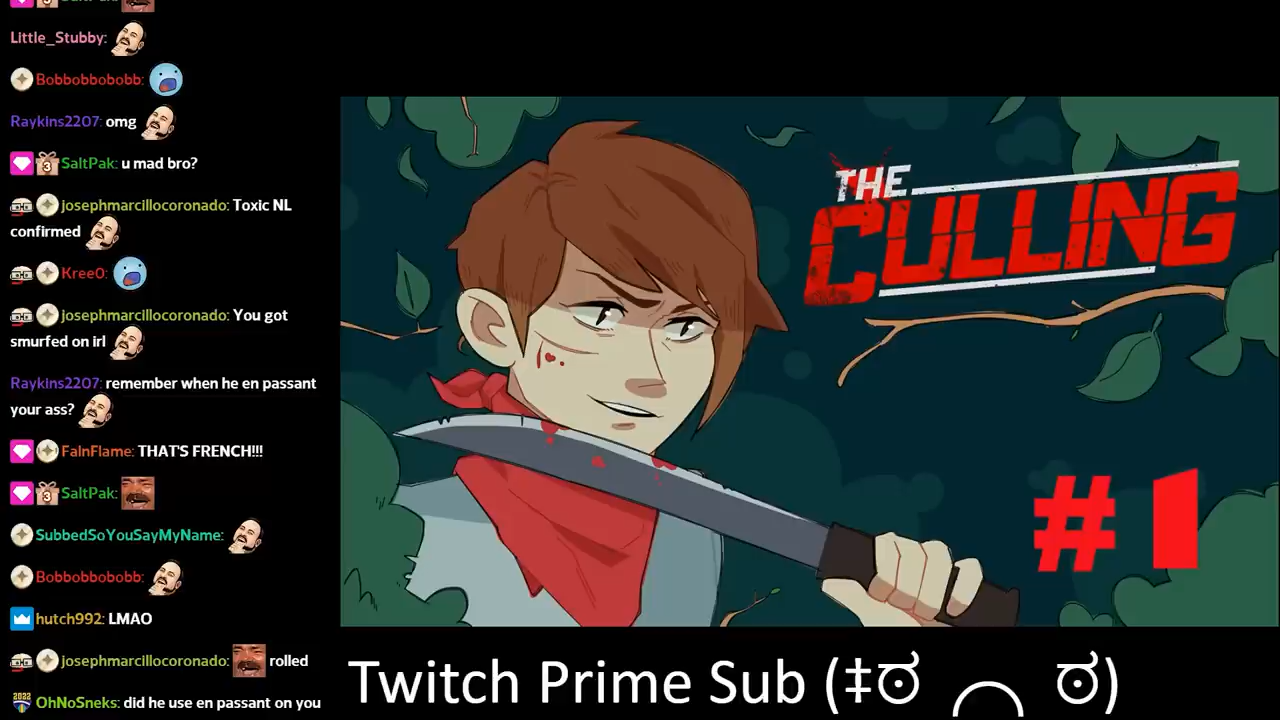 SaltPak:
Little_Stubby:
Bobbobbobobb:
Raykins2207: omg
SaltPak: u mad bro?
josephmarcillocoronado: Toxic NL
confirmed
Kree0:
josephmarcillocoronado: You got
smurfed on irl
Raykins2207: remember when he en passant
your ass?
FalnFlame: THAT'S FRENCH!!!
SaltPak:
SubbedSoYouSayMyName:
Bobbobbobobb:
hutch992: LMAO
josephmarcillocoronado: rolled
OhNoSneks: did he use en passant on you
THE
CULLING
#1
Twitch Prime Sub (‡ಠ ⁔ ಠ)